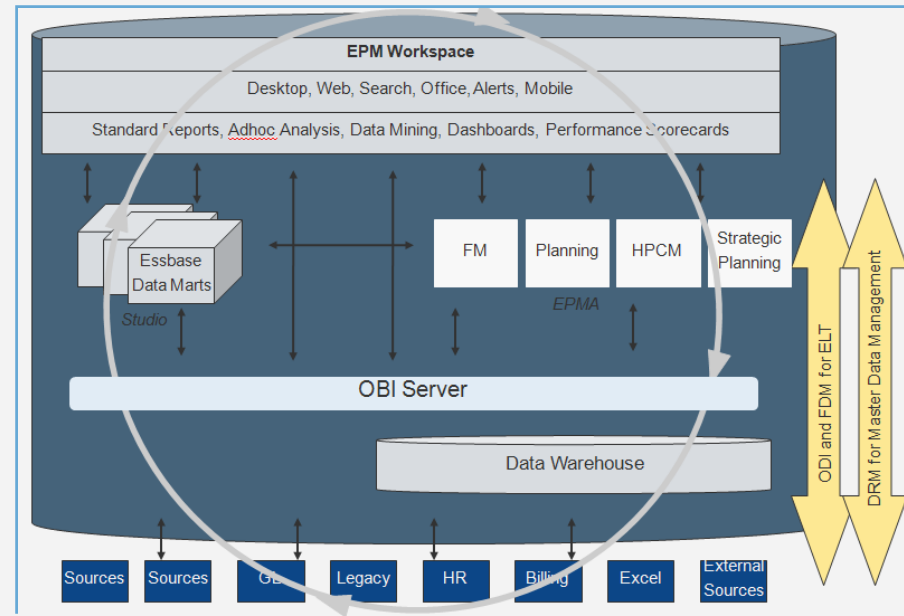 EPM Workspace
Desktop, Web, Search, Office, Alerts, Mobile
Standard Reports, Adhoc Analysis, Data Mining, Dashboards, Performance Scorecards
Essbase
Data Marts
Studio
FM
Planning
HPCM
Strategic
Planning
EPMA
OBI Server
Data Warehouse
ODI and FDM for ELT
DRM for Master Data Management
Sources
Sources
GL
Legacy
HR
Billing
Excel
External
Sources